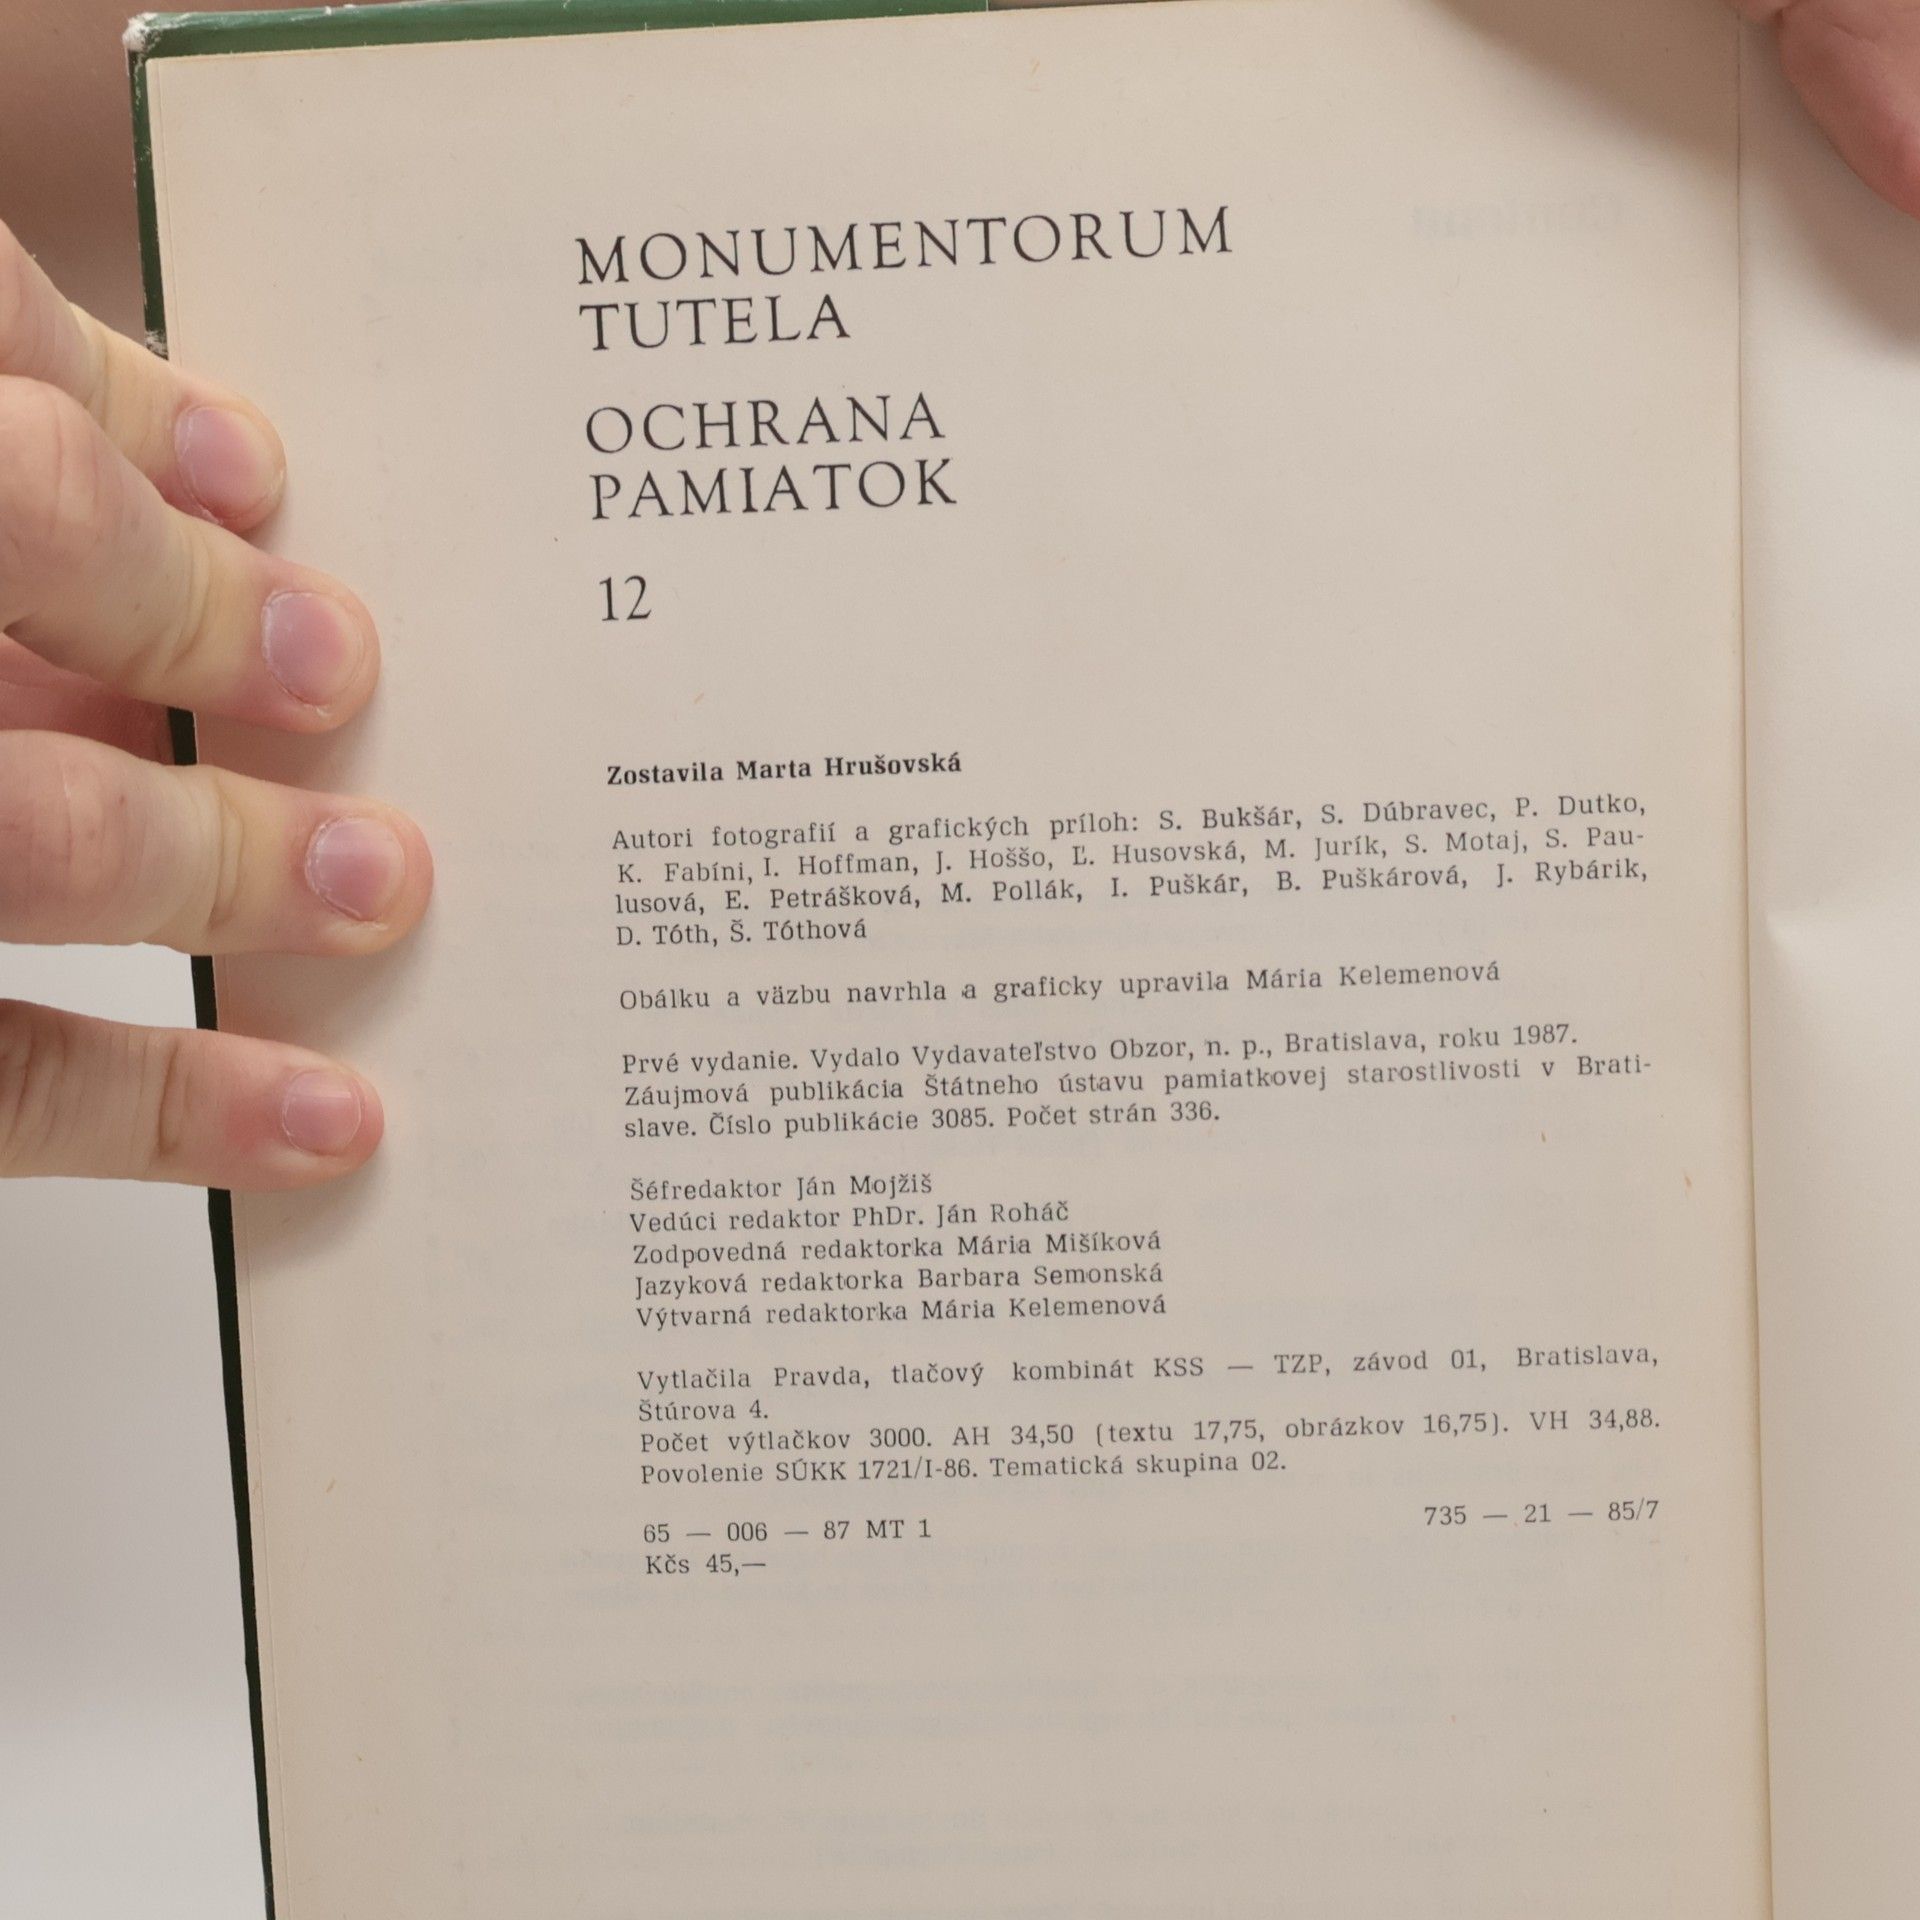 MONUMENTORUM
TUTELA
OCHRANA
PAMIATOK
12
Zostavila Marta Hrušovská
Autori fotografií a grafických príloh: S. Bukšár, S. Dúbravec, P. Dutko,
K. Fabíni, I. Hoffman, J. Hoššo, Ľ. Husovská, M. Jurík, S. Motaj, S. Pau-
lusová, E. Petrášková, M. Pollák, I. Puškár, B. Puškárová, J. Rybárik,
D. Tóth, Š. Tóthová
Obálku a väzbu navrhla a graficky upravila Mária Kelemenová
Prvé vydanie. Vydalo Vydavateľstvo Obzor, n. p., Bratislava, roku 1987.
Záujmová publikácia Štátneho ústavu pamiatkovej starostlivosti v Brati-
slave. Číslo publikácie 3085. Počet strán 336.
Šéfredaktor Ján Mojžiš
Vedúci redaktor PhDr. Ján Roháč
Zodpovedná redaktorka Mária Mišíková
Jazyková redaktorka Barbara Semonská
Výtvarná redaktorka Mária Kelemenová
Vytlačila Pravda, tlačový kombinát KSS — TZP, závod 01, Bratislava,
Štúrova 4.
Počet výtlačkov 3000. AH 34,50 (textu 17,75, obrázkov 16,75). VH 34,88.
Povolenie SÚKK 1721/I-86. Tematická skupina 02.
65 — 006 — 87 MT 1 735 — 21 — 85/7
Kčs 45,—